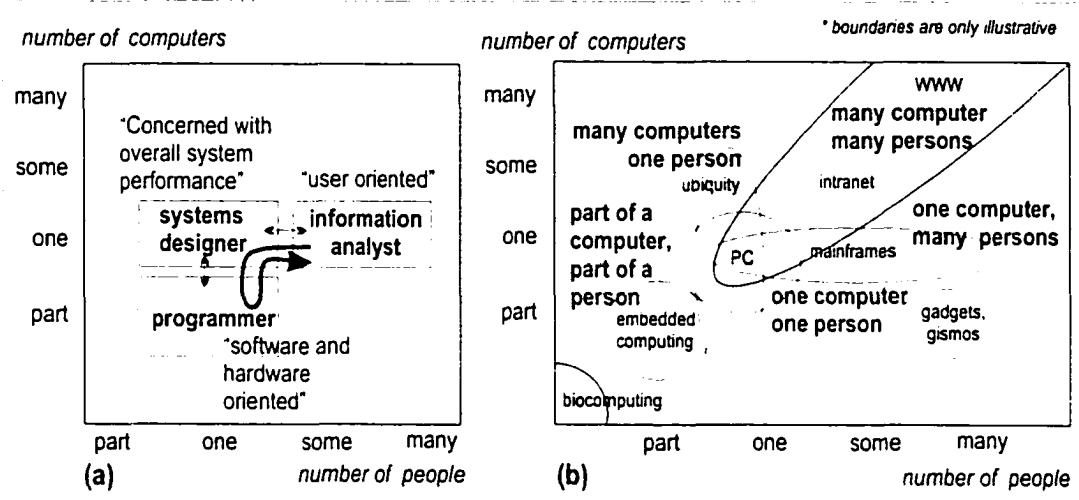 number of computers
many
some
one
part
"Concerned with
overall system
performance"
"user oriented"
systems
designer
information
analyst
programmer
"software and
hardware
oriented"
part one some many
(a)
number of people
* boundaries are only illustrative
number of computers
many
some
one
part
WWW
many computer
many persons
many computers
one person
ubiquity
intranet
part of a
computer,
part of a
person
one computer,
many persons
PC
mainframes
one computer
one person
embedded
computing
gadgets,
gismos
biocomputing
part one some many
(b)
number of people